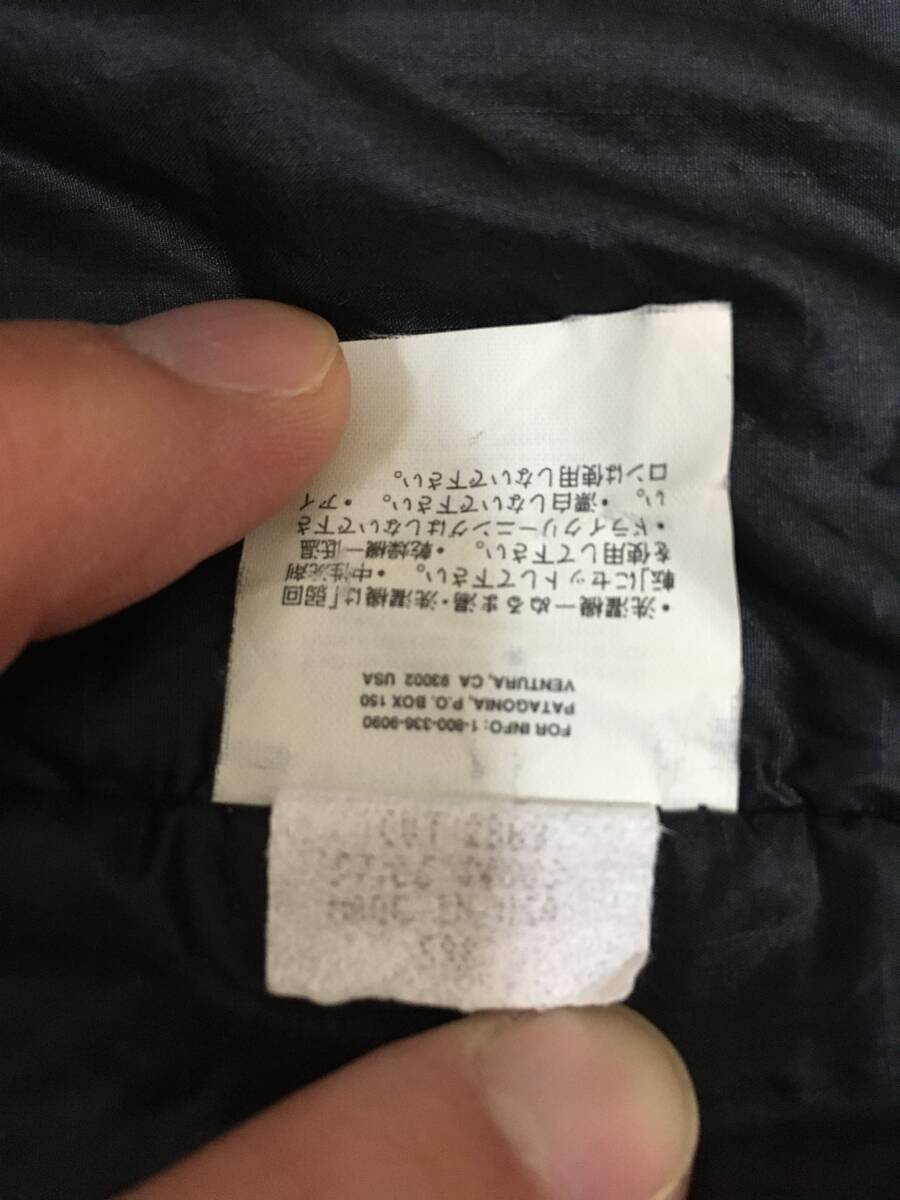 FOR INFO: 1-800-336-9090
PATAGONIA, P.O. BOX 150
VENTURA, CA 93002 USA
・洗濯機―ぬるま湯・洗濯機は「弱回
転」にセットして下さい。 ・中性洗剤
を使用して下さい。 ・乾燥機―低温
・ドライクリーニングはしないで下さ
い。 ・漂白しないで下さい。 ・アイ
ロンは使用しないで下さい。